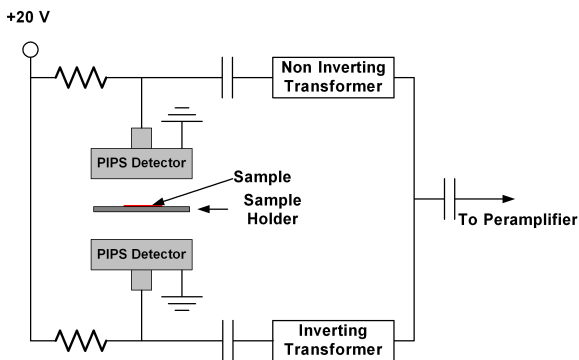 +20 V
Non Inverting
Transformer
PIPS Detector
Sample
Sample
Holder
To Peramplifier
PIPS Detector
Inverting
Transformer